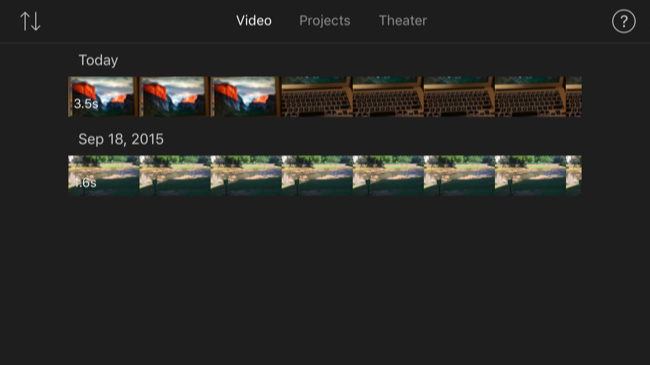 Video Projects Theater ?
Today
3.5s
Sep 18, 2015
1.6s